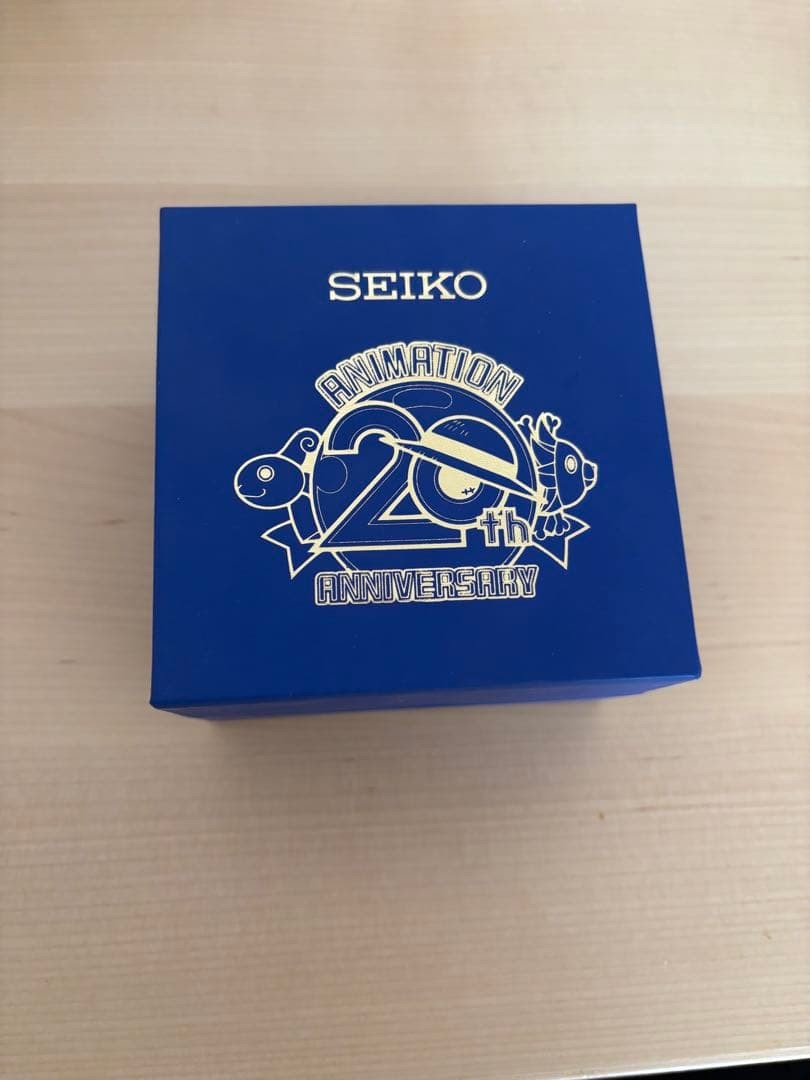 SEIKO
ANIMATION
20th
ANNIVERSARY